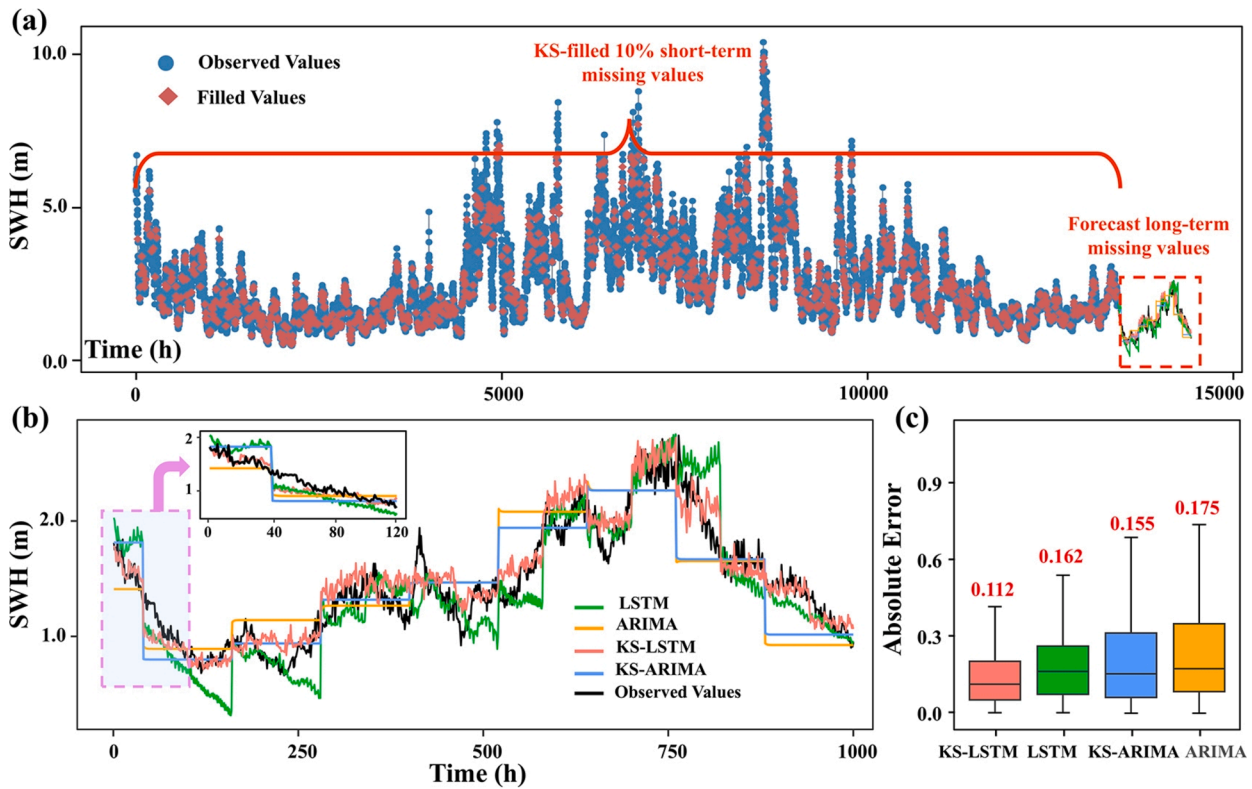 (a)
10.0
5.0
0.0
SWH (m)
Observed Values
Filled Values
KS-filled 10% short-term
missing values
Forecast long-term
missing values
Time (h)
0
5000
10000
15000
(b)
2.0
1.0
SWH (m)
2
1
0
40
80
120
LSTM
ARIMA
KS-LSTM
KS-ARIMA
Observed Values
0
250
500
750
1000
Time (h)
(c)
0.9
0.6
0.3
0.0
Absolute Error
0.112
0.162
0.155
0.175
KS-LSTM
LSTM
KS-ARIMA
ARIMA